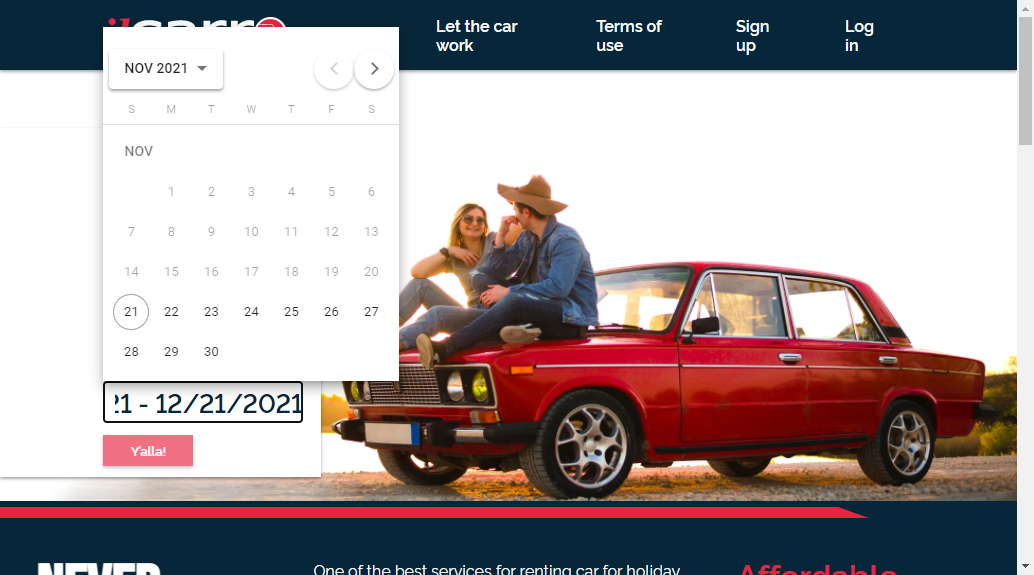 ilcarro
Let the car work
Terms of use
Sign up
Log in
NOV 2021
S M T W T F S
NOV
1 2 3 4 5 6
7 8 9 10 11 12 13
14 15 16 17 18 19 20
21 22 23 24 25 26 27
28 29 30
21 - 12/21/2021
Y'alla!
NEVER
One of the best services for renting car for holiday
Affordable